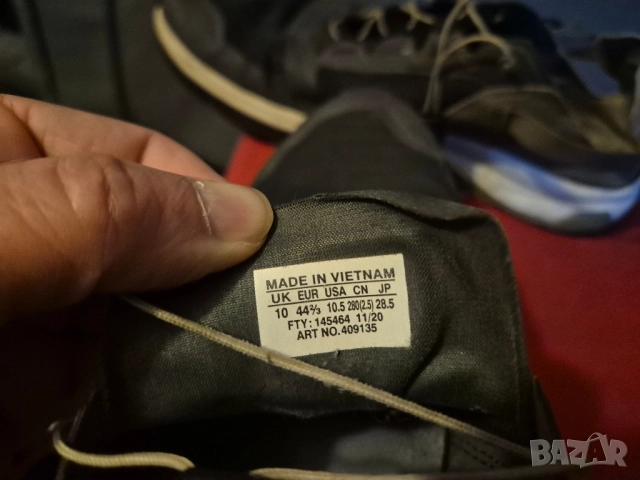 MADE IN VIETNAM
UK EUR USA CN JP
10 44⅔ 10.5 280(2.5) 28.5
FTY: 145464 11/20
ART NO.409135
BAZAR